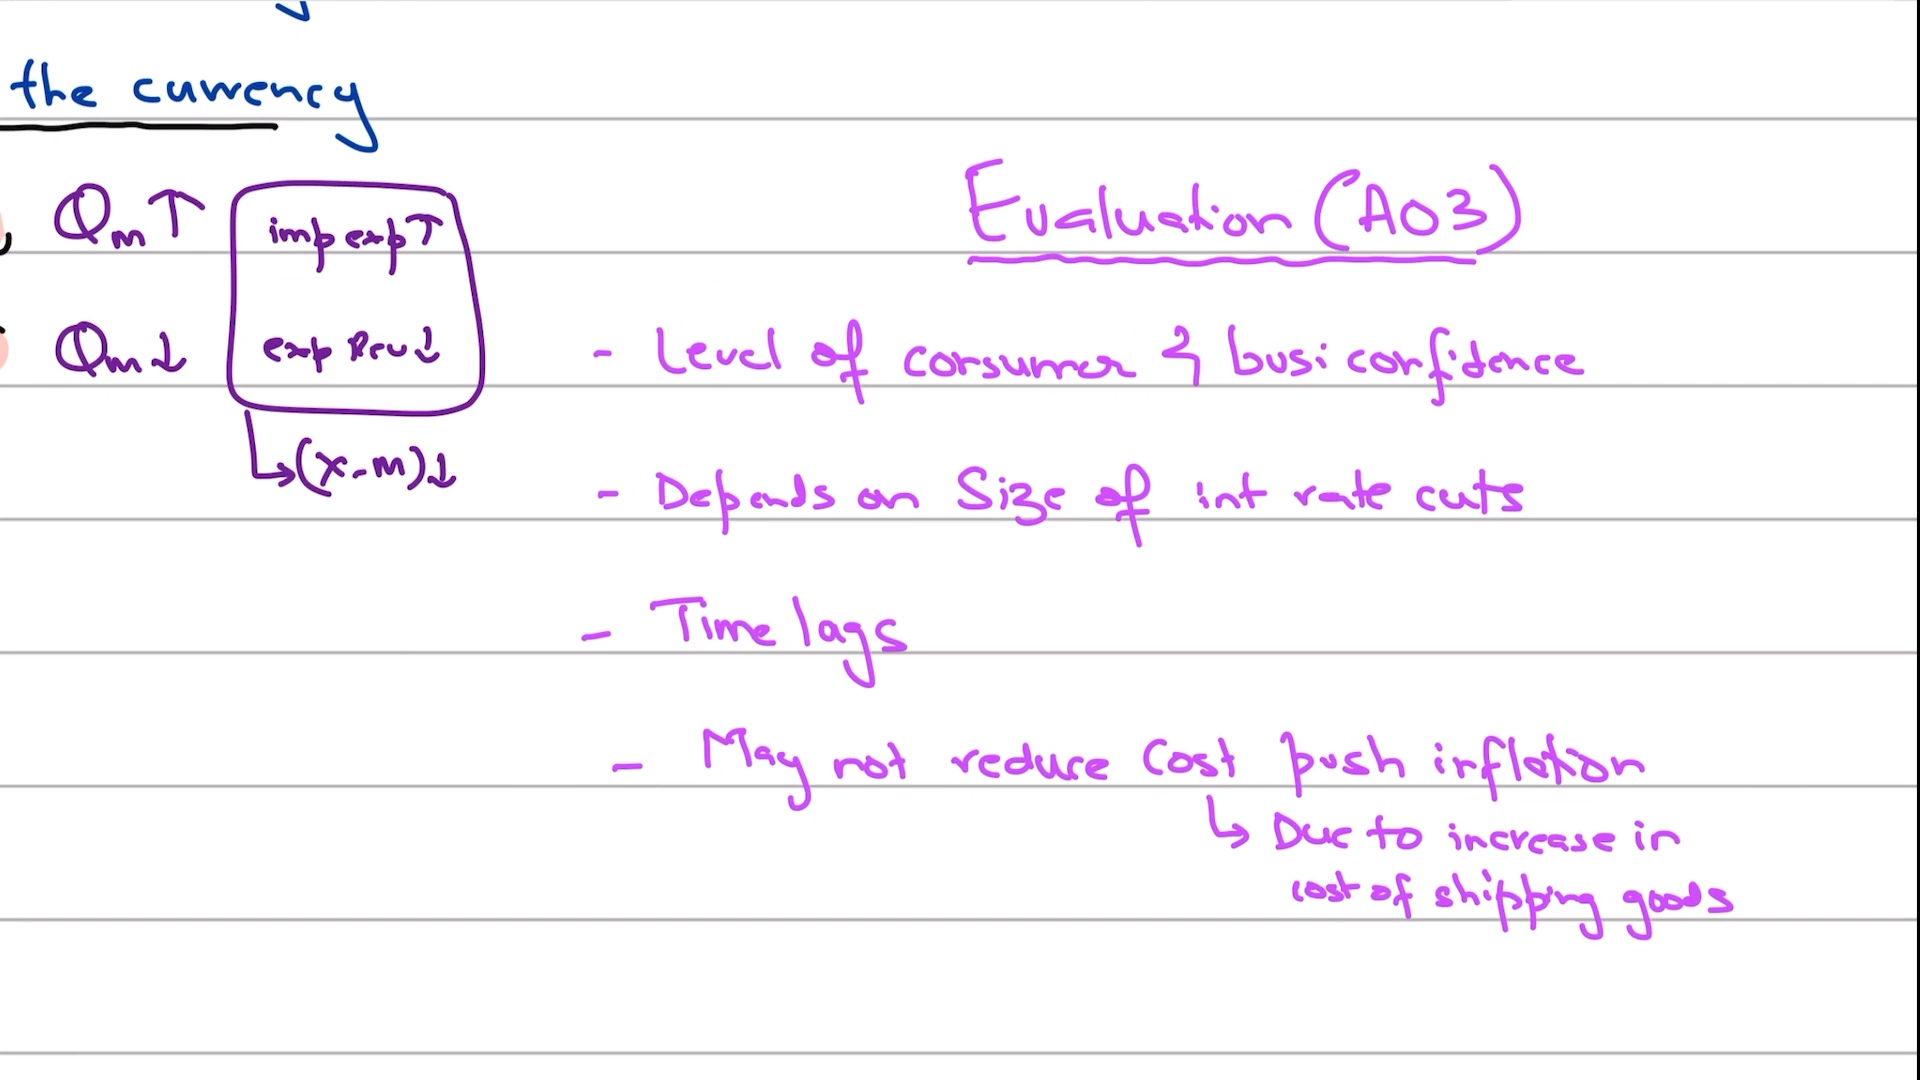 the currency
Qm↑ imp exp↑
Qm↓ exp Rev↓
↳(x-m)↓
Evaluation (AO3)
- Level of consumer & busi confidence
- Depends on Size of int rate cuts
- Time lags
- May not reduce Cost push inflation
↳ Due to increase in
cost of shipping goods